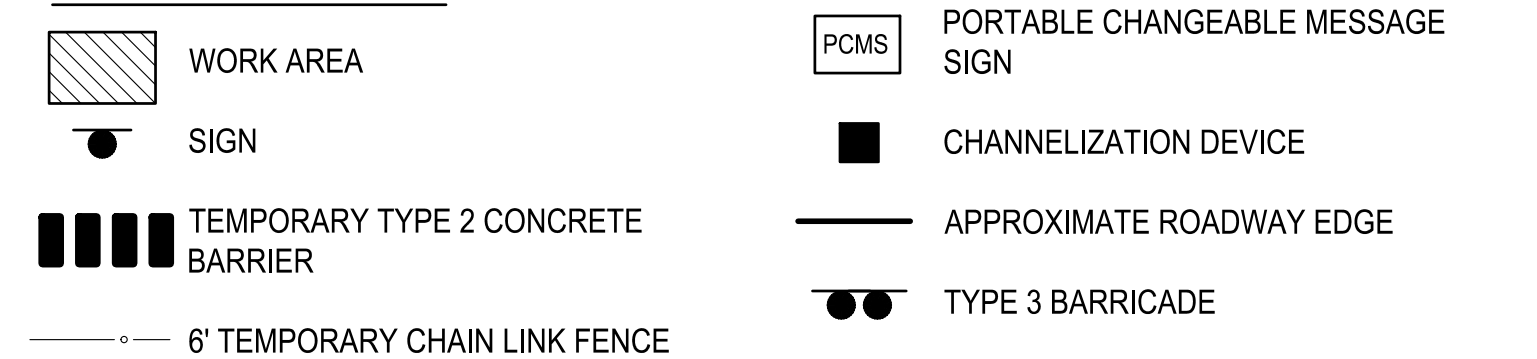 WORK AREA
SIGN
TEMPORARY TYPE 2 CONCRETE
BARRIER
6' TEMPORARY CHAIN LINK FENCE
PCMS
PORTABLE CHANGEABLE MESSAGE
SIGN
CHANNELIZATION DEVICE
APPROXIMATE ROADWAY EDGE
TYPE 3 BARRICADE